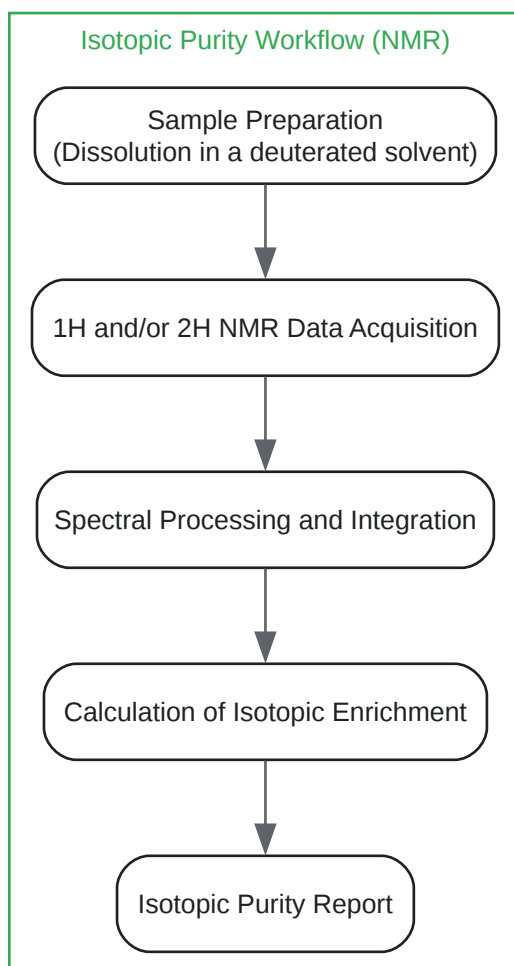 Isotopic Purity Workflow (NMR)
Sample Preparation
(Dissolution in a deuterated solvent)
1H and/or 2H NMR Data Acquisition
Spectral Processing and Integration
Calculation of Isotopic Enrichment
Isotopic Purity Report